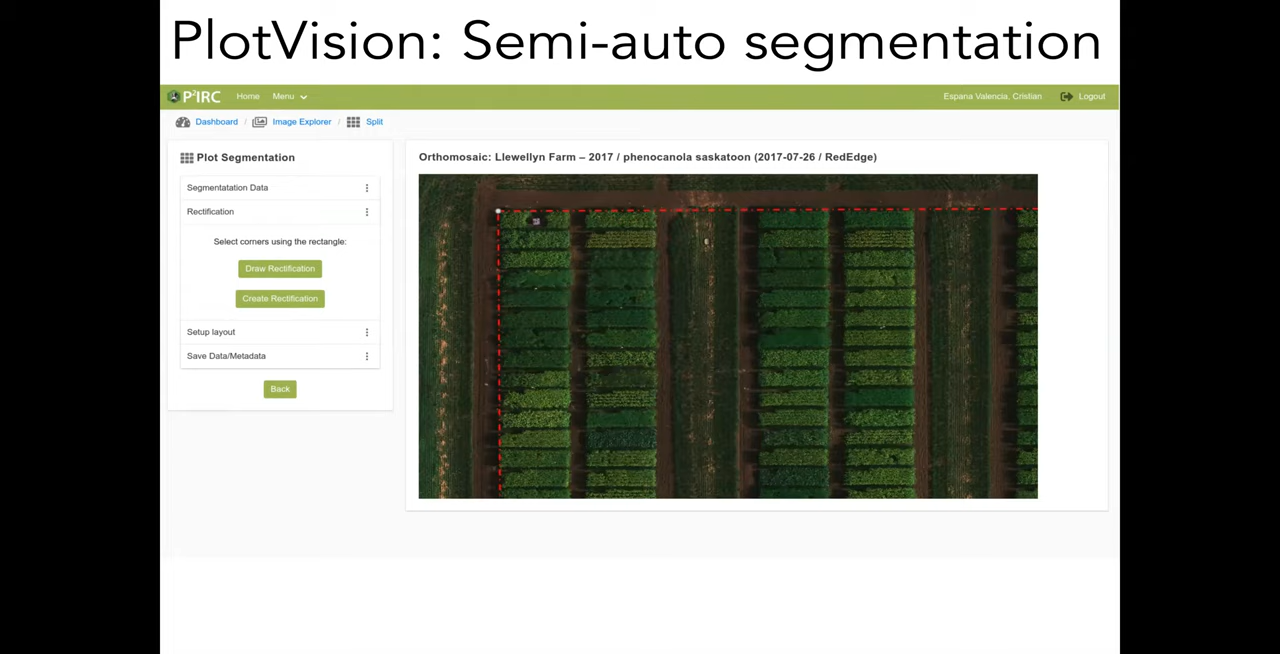 PlotVision: Semi-auto segmentation
P²IRC Home Menu Espana Valencia, Cristian Logout
Dashboard / Image Explorer / Split
Plot Segmentation
Segmentatation Data
Rectification
Select corners using the rectangle:
Draw Rectification
Create Rectification
Setup layout
Save Data/Metadata
Back
Orthomosaic: Llewellyn Farm – 2017 / phenocanola saskatoon (2017-07-26 / RedEdge)